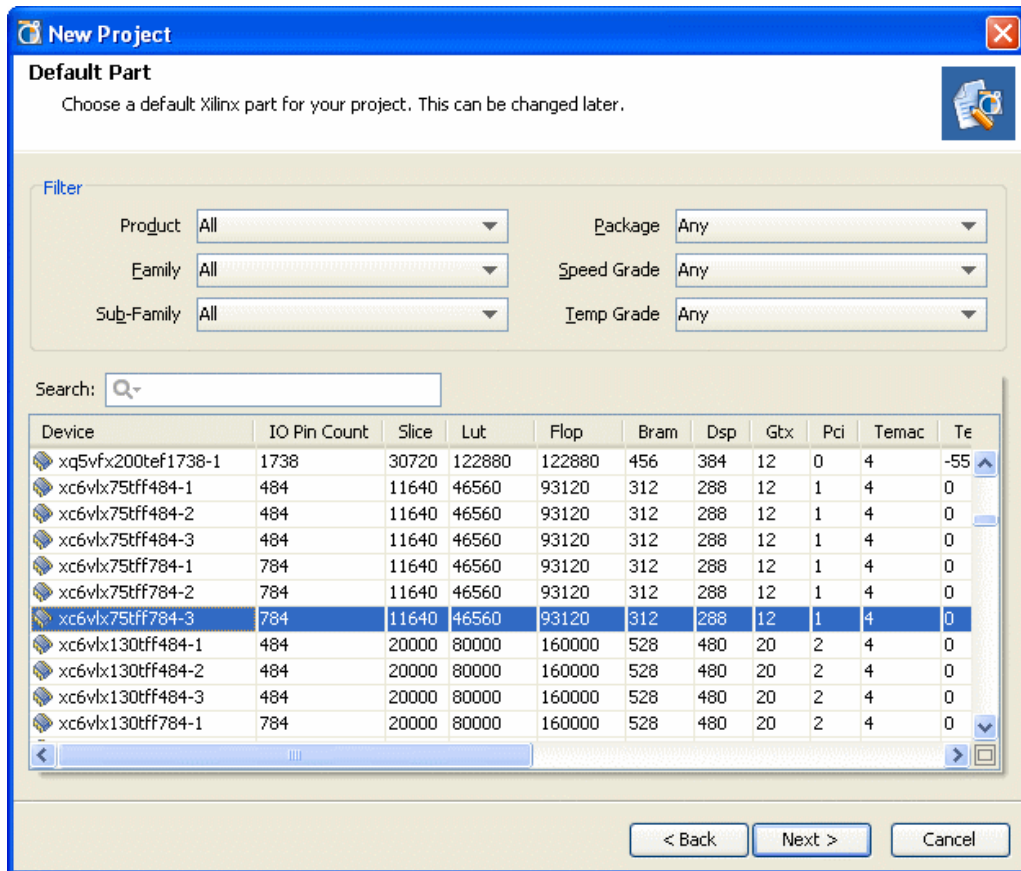 New Project
Default Part
Choose a default Xilinx part for your project. This can be changed later.
Filter
Product All Package Any
Family All Speed Grade Any
Sub-Family All Temp Grade Any
Search:
Device IO Pin Count Slice Lut Flop Bram Dsp Gtx Pci Temac Te
xq5vfx200tef1738-1 1738 30720 122880 122880 456 384 12 0 4 -55
xc6vlx75tff484-1 484 11640 46560 93120 312 288 12 1 4 0
xc6vlx75tff484-2 484 11640 46560 93120 312 288 12 1 4 0
xc6vlx75tff484-3 484 11640 46560 93120 312 288 12 1 4 0
xc6vlx75tff784-1 784 11640 46560 93120 312 288 12 1 4 0
xc6vlx75tff784-2 784 11640 46560 93120 312 288 12 1 4 0
xc6vlx75tff784-3 784 11640 46560 93120 312 288 12 1 4 0
xc6vlx130tff484-1 484 20000 80000 160000 528 480 20 2 4 0
xc6vlx130tff484-2 484 20000 80000 160000 528 480 20 2 4 0
xc6vlx130tff484-3 484 20000 80000 160000 528 480 20 2 4 0
xc6vlx130tff784-1 784 20000 80000 160000 528 480 20 2 4 0
< Back Next > Cancel